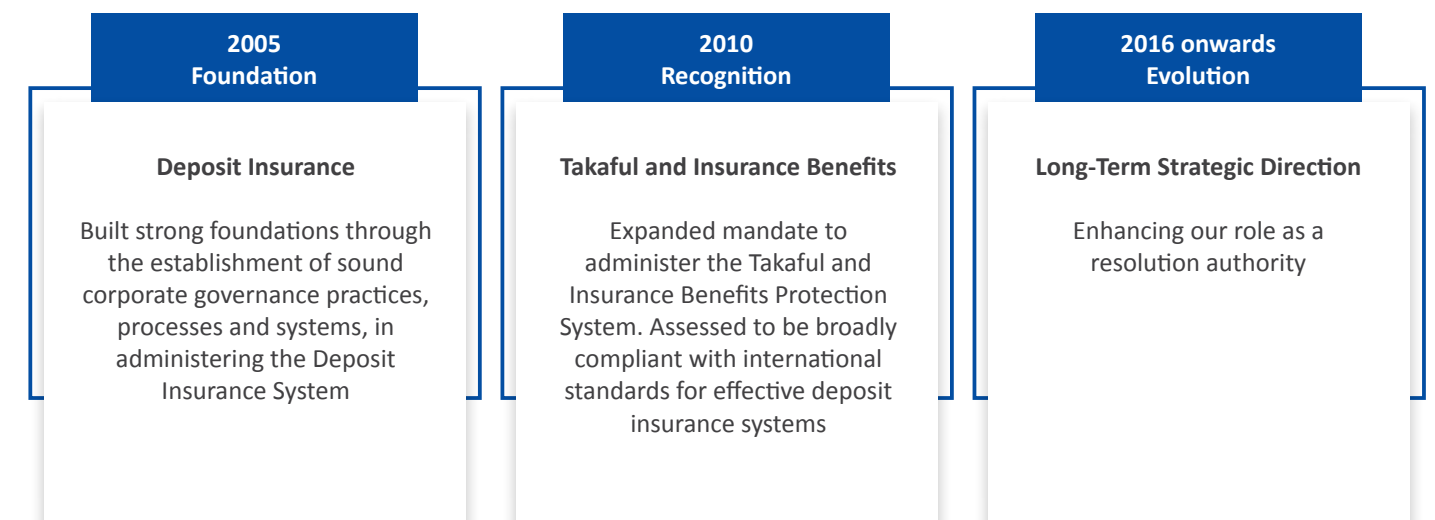 2005
Foundation
Deposit Insurance
Built strong foundations through
the establishment of sound
corporate governance practices,
processes and systems, in
administering the Deposit
Insurance System
2010
Recognition
Takaful and Insurance Benefits
Expanded mandate to
administer the Takaful and
Insurance Benefits Protection
System. Assessed to be broadly
compliant with international
standards for effective deposit
insurance systems
2016 onwards
Evolution
Long-Term Strategic Direction
Enhancing our role as a
resolution authority